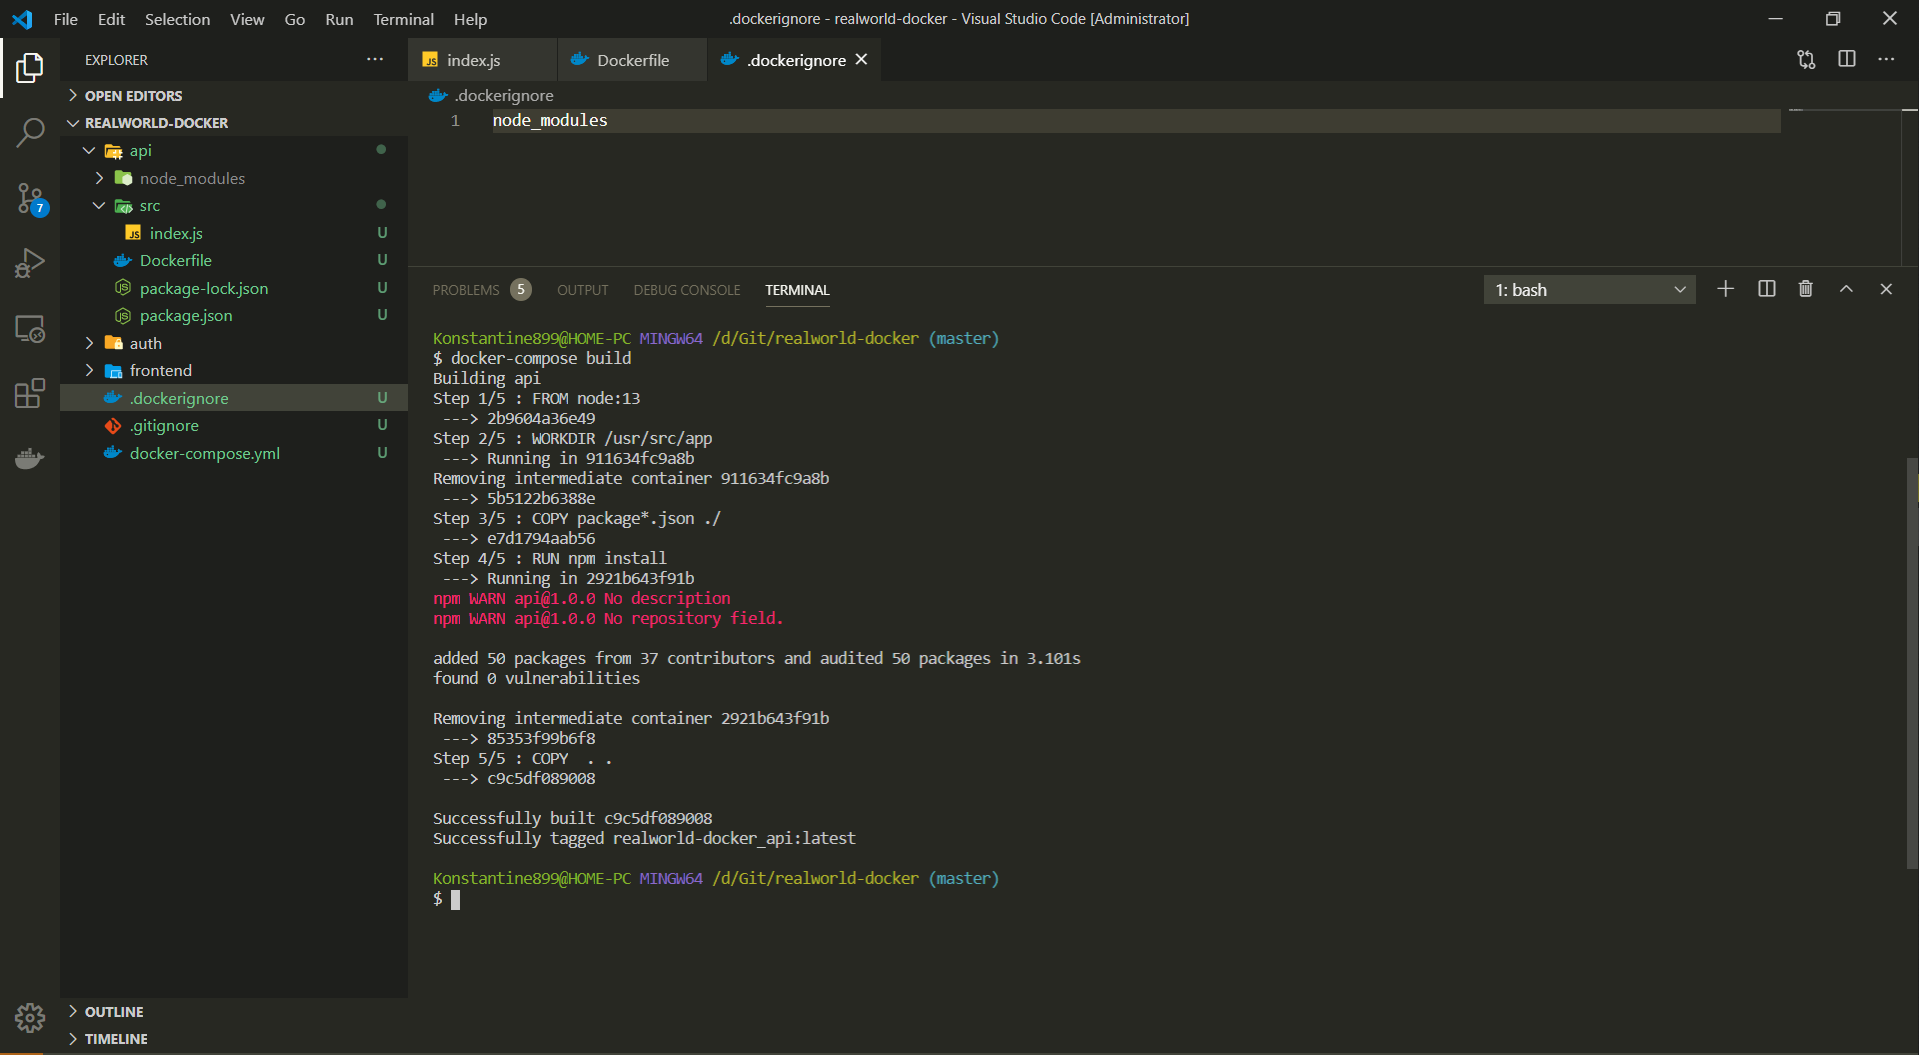 File Edit Selection View Go Run Terminal Help
.dockerignore - realworld-docker - Visual Studio Code [Administrator]
EXPLORER
OPEN EDITORS
REALWORLD-DOCKER
api
node_modules
src
index.js U
Dockerfile U
package-lock.json U
package.json U
auth
frontend
.dockerignore U
.gitignore U
docker-compose.yml U
OUTLINE
TIMELINE
7
index.js Dockerfile .dockerignore
.dockerignore
1 node_modules
PROBLEMS 5 OUTPUT DEBUG CONSOLE TERMINAL 1: bash
Konstantine899@HOME-PC MINGW64 /d/Git/realworld-docker (master)
$ docker-compose build
Building api
Step 1/5 : FROM node:13
 ---> 2b9604a36e49
Step 2/5 : WORKDIR /usr/src/app
 ---> Running in 911634fc9a8b
Removing intermediate container 911634fc9a8b
 ---> 5b5122b6388e
Step 3/5 : COPY package*.json ./
 ---> e7d1794aab56
Step 4/5 : RUN npm install
 ---> Running in 2921b643f91b
npm WARN api@1.0.0 No description
npm WARN api@1.0.0 No repository field.
added 50 packages from 37 contributors and audited 50 packages in 3.101s
found 0 vulnerabilities
Removing intermediate container 2921b643f91b
 ---> 85353f99b6f8
Step 5/5 : COPY  . .
 ---> c9c5df089008
Successfully built c9c5df089008
Successfully tagged realworld-docker_api:latest
Konstantine899@HOME-PC MINGW64 /d/Git/realworld-docker (master)
$